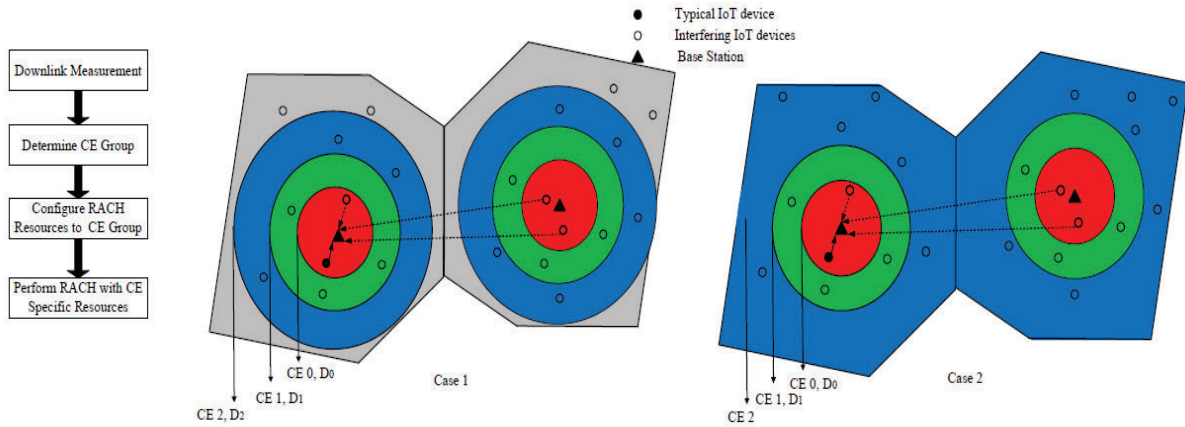 Typical IoT device
Interfering IoT devices
Base Station
Downlink Measurement
Determine CE Group
Configure RACH
Resources to CE Group
Perform RACH with CE
Specific Resources
CE 0, D0
CE 1, D1
CE 2, D2
Case 1
CE 0, D0
CE 1, D1
CE 2
Case 2